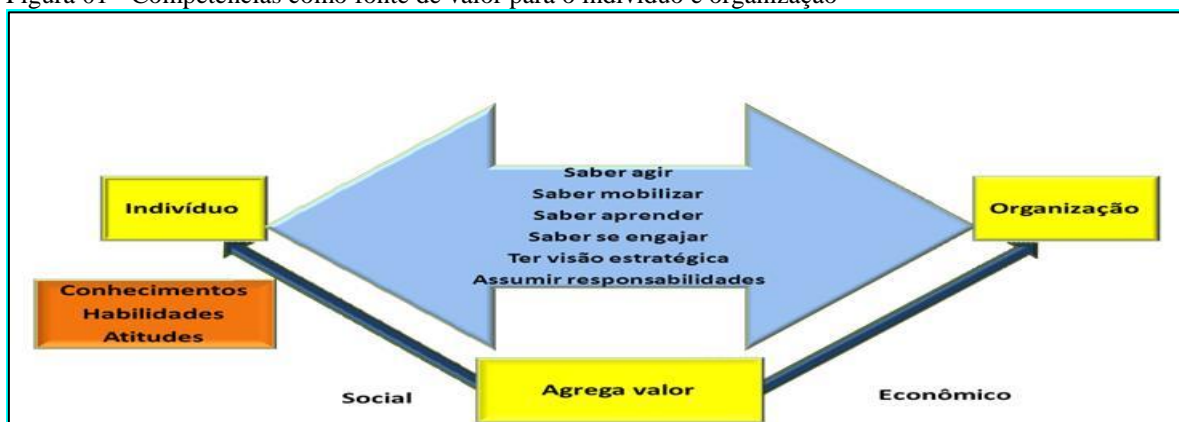 Figura 01 - Competências como fonte de valor para o indivíduo e organização
Saber agir
Saber mobilizar
Saber aprender
Saber se engajar
Ter visão estratégica
Assumir responsabilidades
Indivíduo
Organização
Conhecimentos
Habilidades
Atitudes
Social
Agrega valor
Econômico